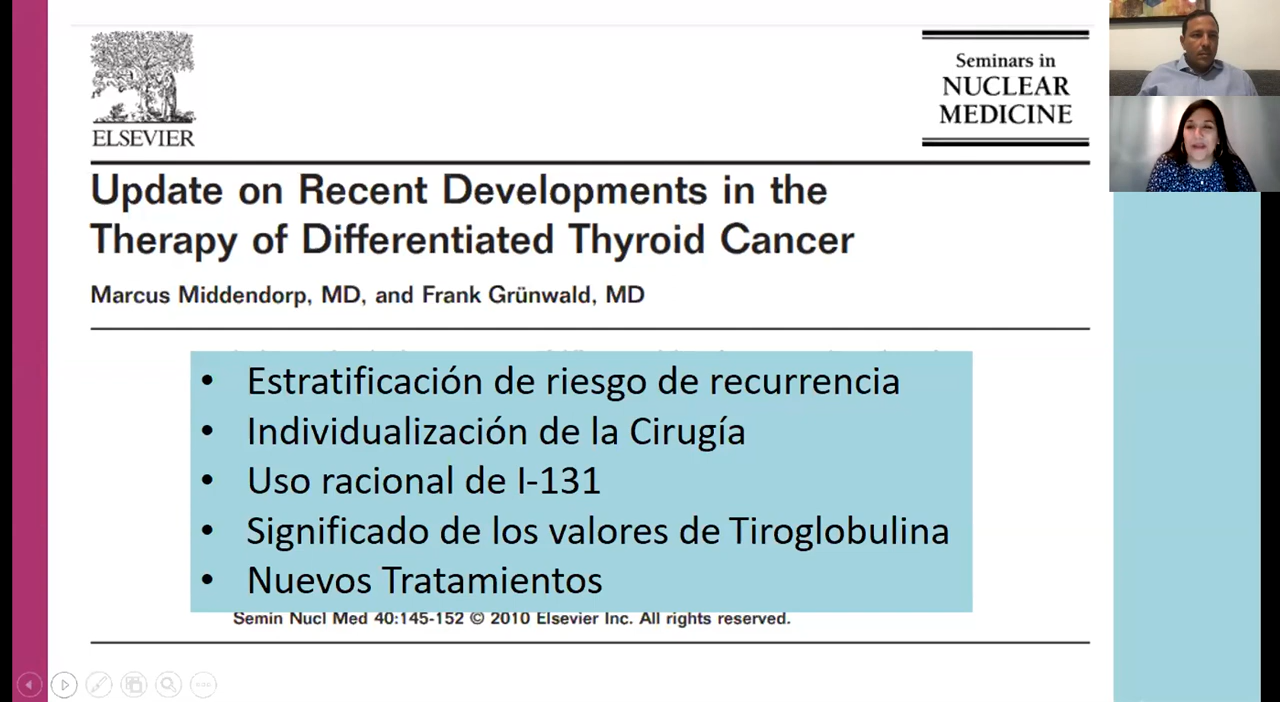 ELSEVIER
Seminars in
NUCLEAR
MEDICINE
Update on Recent Developments in the
Therapy of Differentiated Thyroid Cancer
Marcus Middendorp, MD, and Frank Grünwald, MD
• Estratificación de riesgo de recurrencia
• Individualización de la Cirugía
• Uso racional de I-131
• Significado de los valores de Tiroglobulina
• Nuevos Tratamientos
Semin Nucl Med 40:145-152 © 2010 Elsevier Inc. All rights reserved.